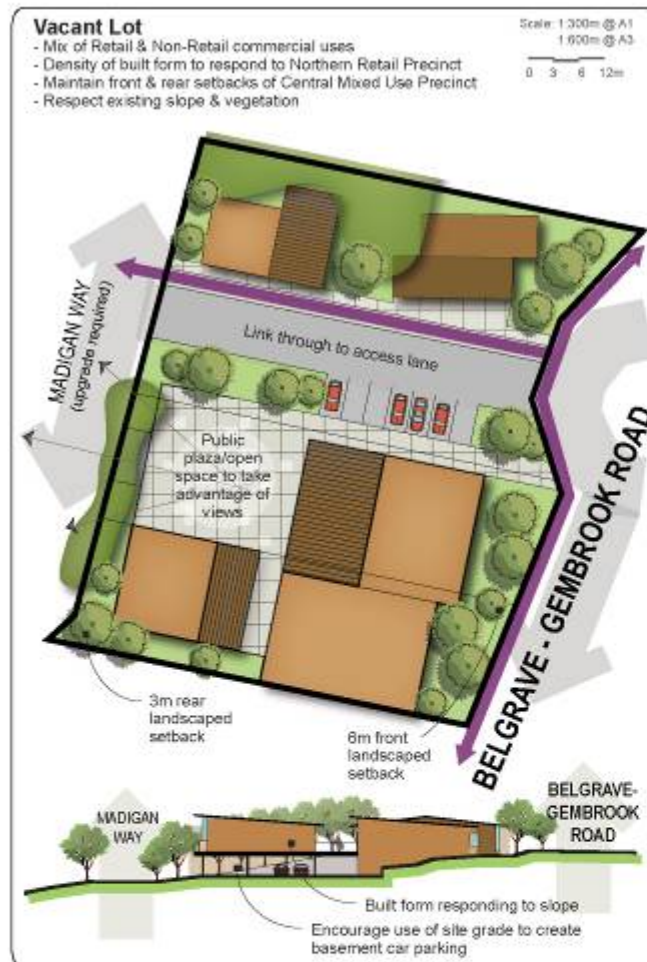 Vacant Lot
- Mix of Retail & Non-Retail commercial uses
- Density of built form to respond to Northern Retail Precinct
- Maintain front & rear setbacks of Central Mixed Use Precinct
- Respect existing slope & vegetation
Scale: 1:300m @ A1
1:600m @ A3
0 3 6 12m
MADIGAN WAY
(upgrade required)
Link through to access lane
Public
plaza/open
space to take
advantage of
views
BELGRAVE - GEMBROOK ROAD
3m rear
landscaped
setback
6m front
landscaped
setback
MADIGAN
WAY
BELGRAVE-
GEMBROOK
ROAD
Built form responding to slope
Encourage use of site grade to create
basement car parking